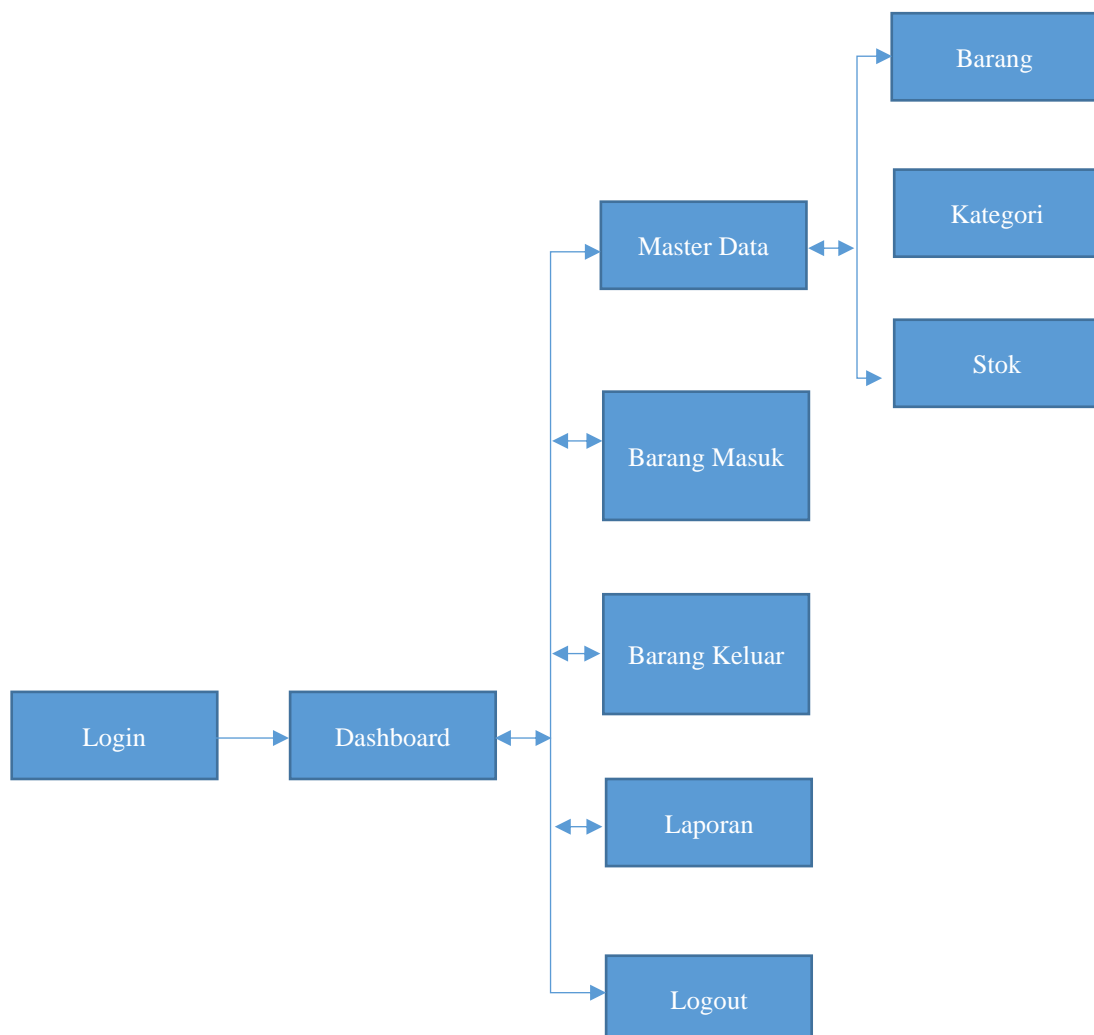 Barang
Kategori
Master Data
Stok
Barang Masuk
Barang Keluar
Login
Dashboard
Laporan
Logout